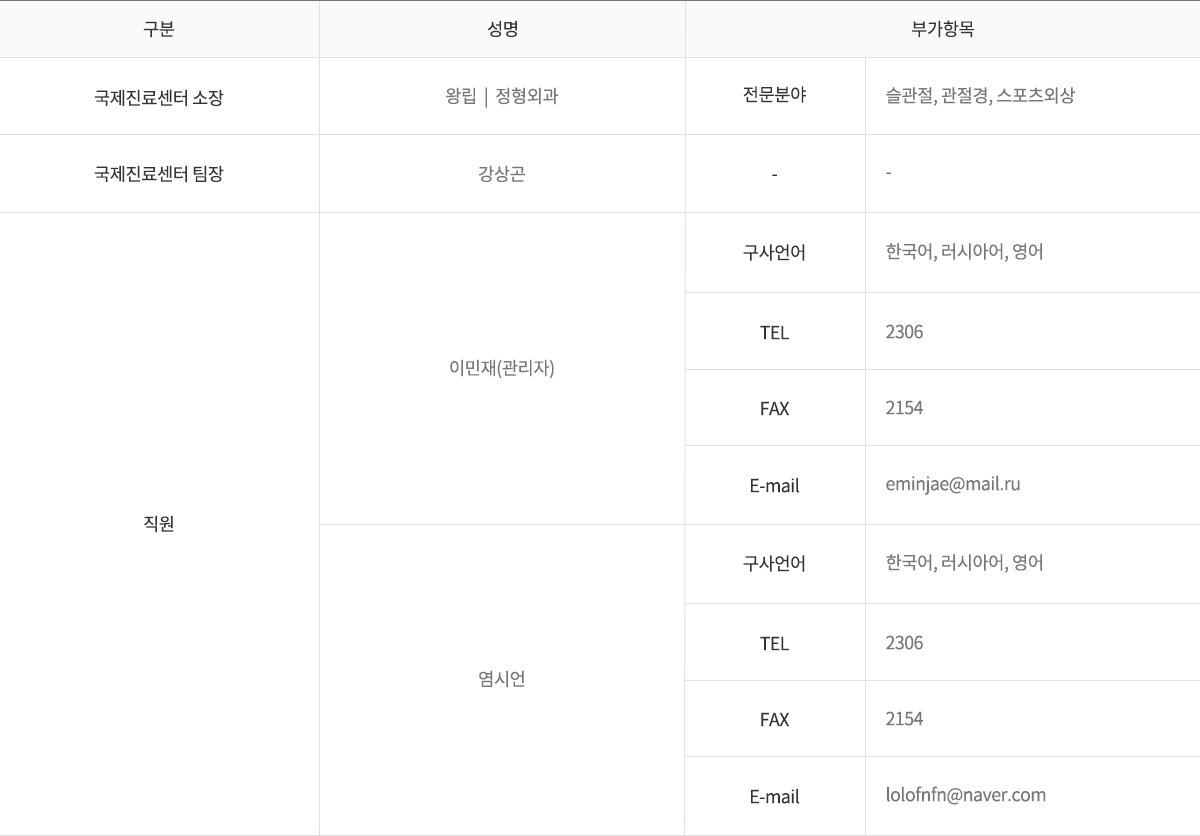 구분 성명 부가항목
국제진료센터 소장 왕립 | 정형외과 전문분야 슬관절, 관절경, 스포츠외상
국제진료센터 팀장 강상곤 - -
직원 이민재(관리자) 구사언어 한국어, 러시아어, 영어
TEL 2306
FAX 2154
E-mail eminjae@mail.ru
염시언 구사언어 한국어, 러시아어, 영어
TEL 2306
FAX 2154
E-mail lolofnfn@naver.com